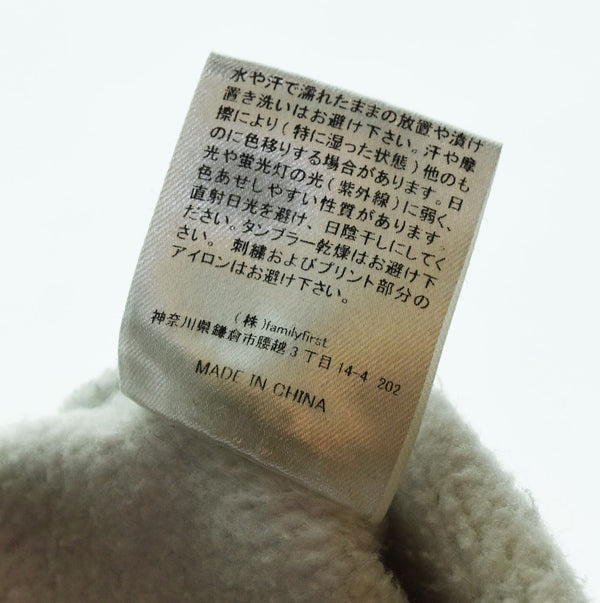 水や汗で濡れたままの放置や漬け
置き洗いはお避け下さい。汗や摩
擦により(特に湿った状態)他のも
のに色移りする場合があります。日
光や蛍光灯の光(紫外線)に弱く、
色あせしやすい性質があります。
直射日光を避け、日陰干しにしてく
ださい。タンブラー乾燥はお避け下
さい。 刺繍およびプリント部分の
アイロンはお避け下さい。
(株)familyfirst
神奈川県鎌倉市腰越3丁目14-4 202
MADE IN CHINA